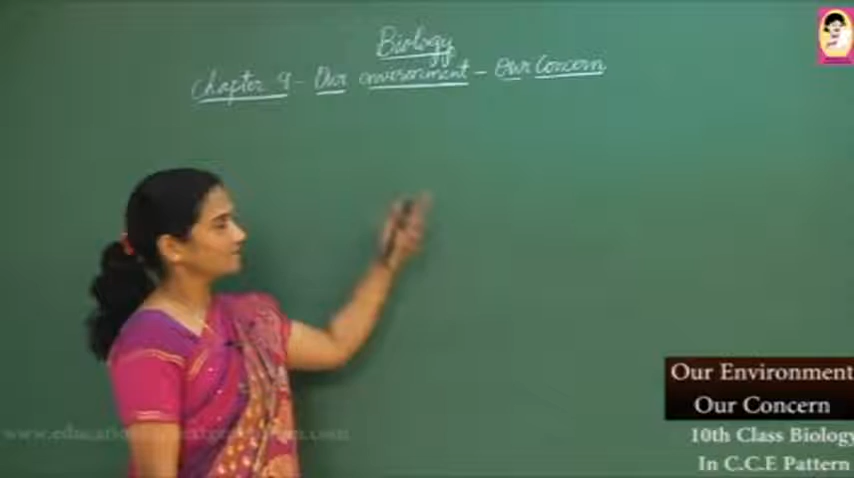 Biology
Chapter 9 - Our environment - Our Concern
Our Environment
Our Concern
10th Class Biology
In C.C.E Pattern